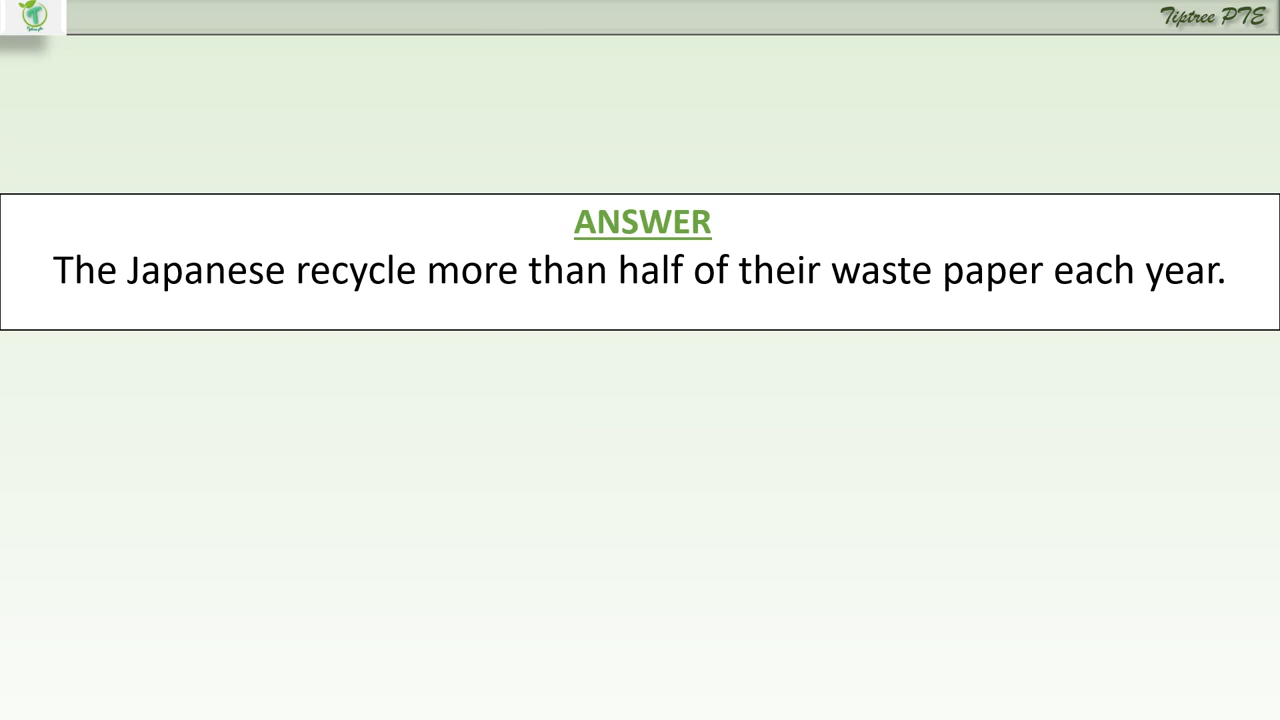 Tiptree PTE
ANSWER
The Japanese recycle more than half of their waste paper each year.